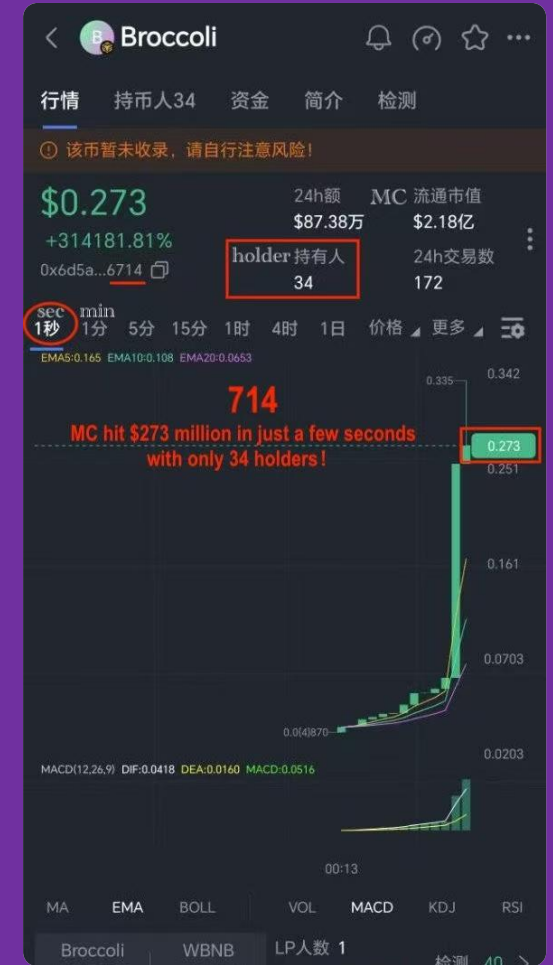 Broccoli
行情 持币人34 资金 简介 检测
该币暂未收录，请自行注意风险！
$0.273
+314181.81%
0x6d5a...6714
24h额 MC 流通市值
$87.38万 $2.18亿
holder 持有人 24h交易数
34 172
sec min
1秒 1分 5分 15分 1时 4时 1日 价格 更多
EMA5:0.165 EMA10:0.108 EMA20:0.0653
0.342
0.335
714
MC hit $273 million in just a few seconds
with only 34 holders!
0.273
0.251
0.161
0.0703
0.0(4)870
0.0203
MACD(12,26,9) DIF:0.0418 DEA:0.0160 MACD:0.0516
00:13
MA EMA BOLL VOL MACD KDJ RSI
Broccoli WBNB LP人数 1 检测 40